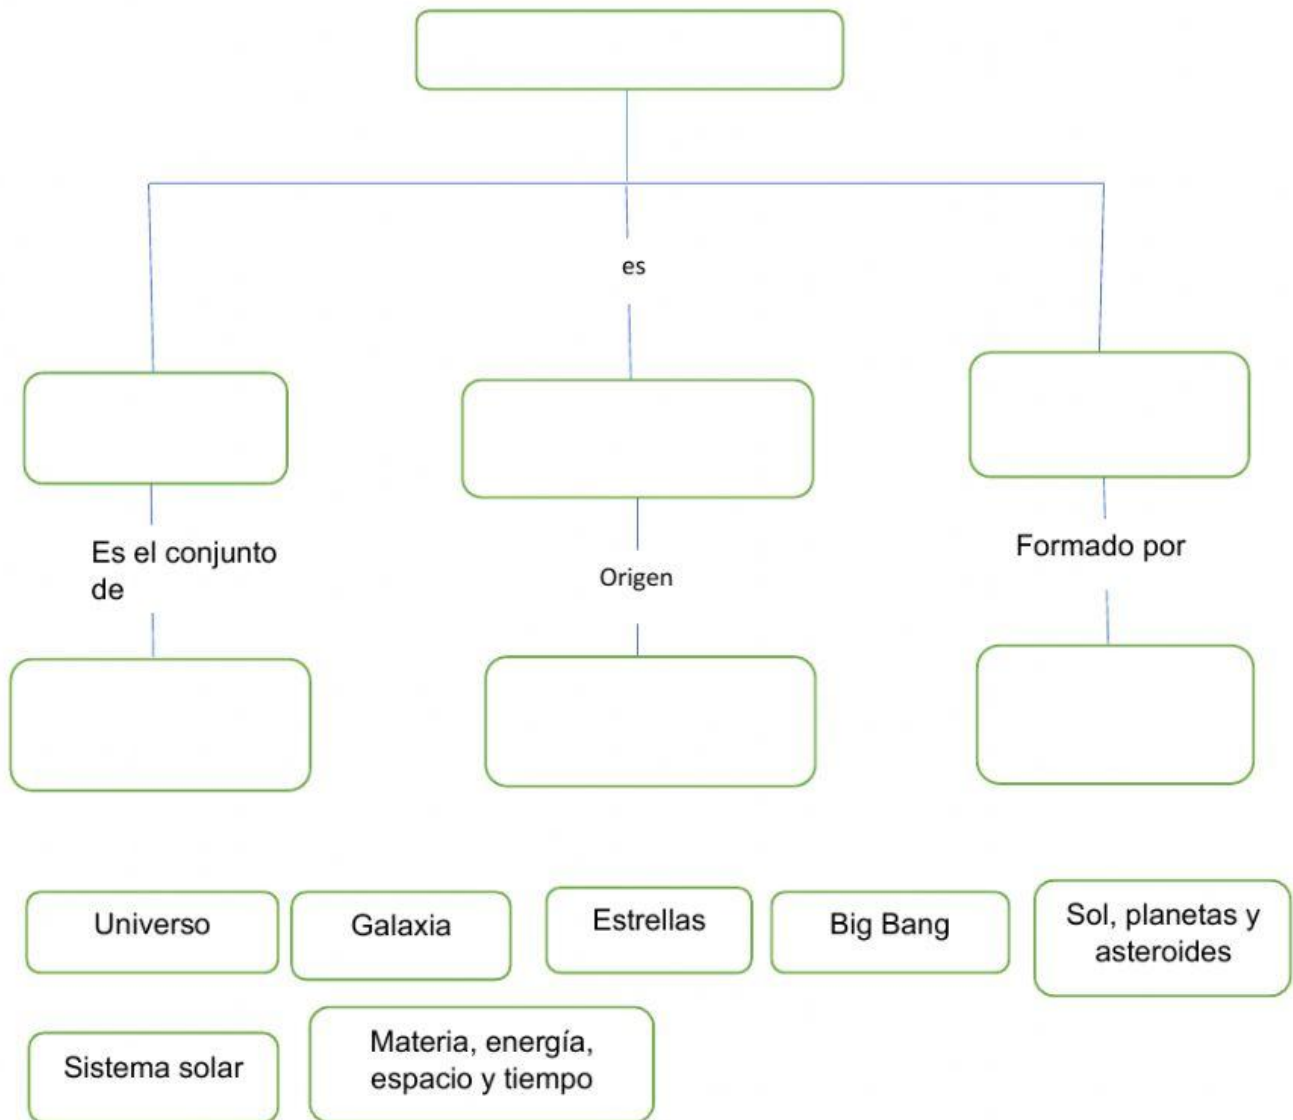 es
Es el conjunto
de
Origen
Formado por
Universo
Galaxia
Estrellas
Big Bang
Sol, planetas y
asteroides
Sistema solar
Materia, energía,
espacio y tiempo